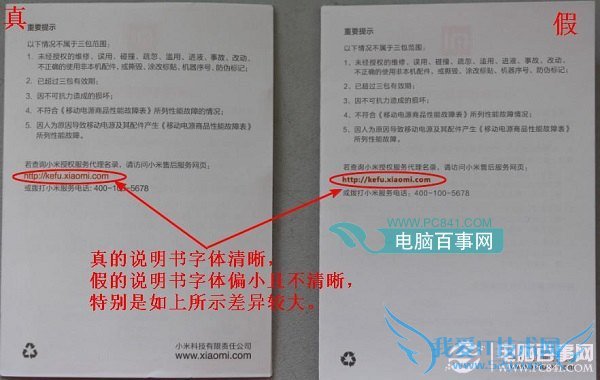 真
重要提示
以下情况不属于三包范围:
1. 未经授权的维修、误用、碰撞、疏忽、滥用、进液、事故、改动、
不正确的使用非本机配件,或撕毁、涂改标贴、机器序号、防伪标记;
2. 已超过三包有效期;
3. 因不可抗力造成的损坏;
4. 不符合《移动电源商品性能故障表》所列性能故障的情况;
5. 因人为原因导致移动电源及其配件产生《移动电源商品性能故障表》
所列性能故障。
若查询小米授权服务代理名录,请访问小米售后服务网页:
http://kefu.xiaomi.com
或拨打小米服务电话: 400-100-5678
小米科技有限责任公司
www.xiaomi.com
假
重要提示
以下情况不属于三包范围:
1. 未经授权的维修、误用、碰撞、疏忽、滥用、进液、事故、改动、
不正确的使用非本机配件,或撕毁、涂改标贴、机器序号、防伪标记;
2. 已超过三包有效期;
3. 因不可抗力造成的损坏;
4. 不符合《移动电源商品性能故障表》所列性能故障情况;
5. 因人为原因导致移动电源及其配件产生《移动电源商品性能故障表》
所列性能故障。
若查询小米授权服务代理名录,请访问小米售后服务网页:
http://kefu.xiaomi.com
或拨打小米服务电话: 400-100-5678
WWW.PC841.COM
电脑百事网
真的说明书字体清晰,
假的说明书字体偏小且不清晰,
特别是如上所示差异较大。
电脑百事网
WWW.PC841.COM